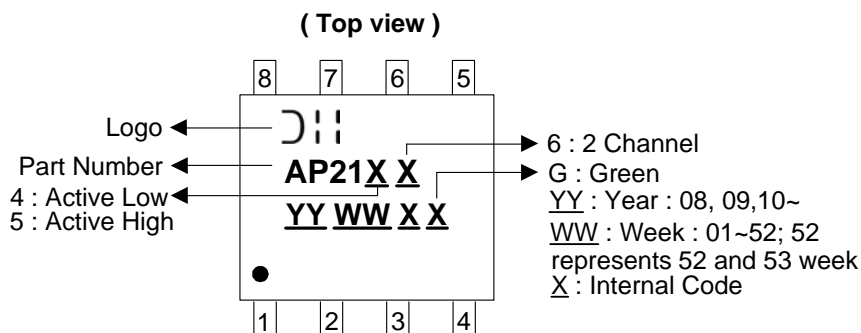 ( Top view )
8 7 6 5
Logo
Part Number
4 : Active Low
5 : Active High
AP21X X
YY WW X X
6 : 2 Channel
G : Green
YY : Year : 08, 09,10~
WW : Week : 01~52; 52
represents 52 and 53 week
X : Internal Code
1 2 3 4